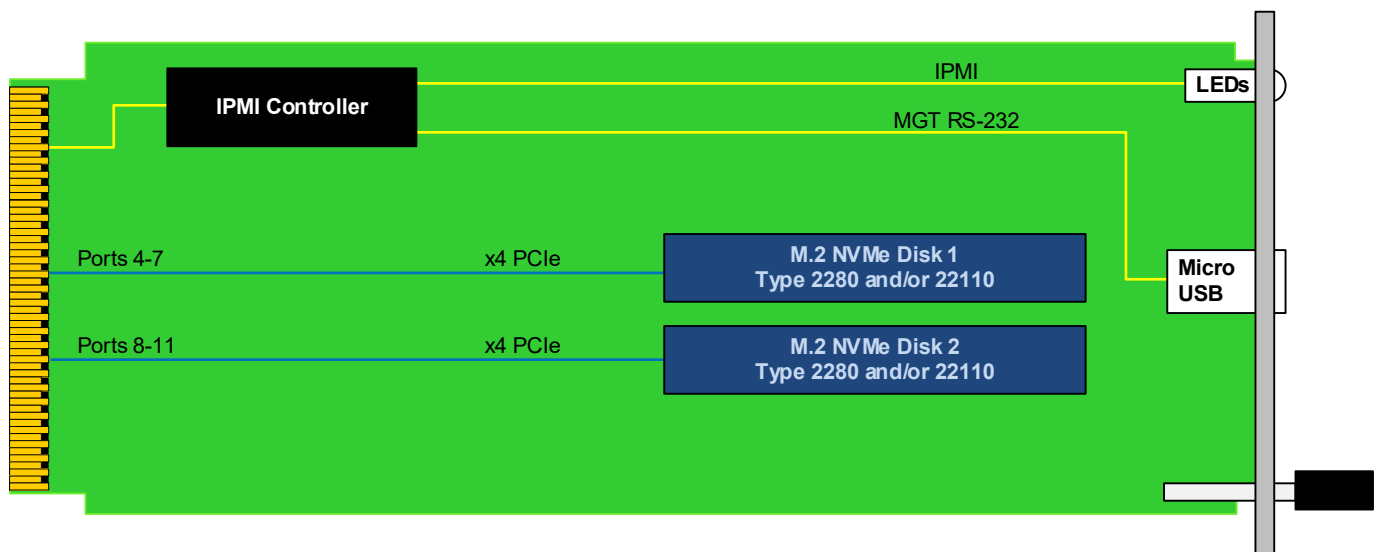 IPMI
LEDs
IPMI Controller
MGT RS-232
Ports 4-7
x4 PCIe
M.2 NVMe Disk 1
Type 2280 and/or 22110
Micro
USB
Ports 8-11
x4 PCIe
M.2 NVMe Disk 2
Type 2280 and/or 22110